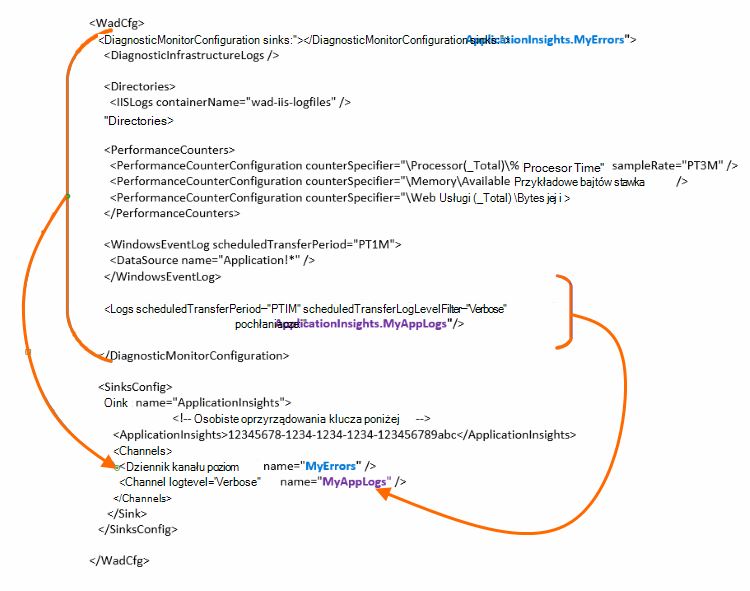 <WadCfg>
<DiagnosticMonitorConfiguration sinks:"></DiagnosticMonitorConfiguration sinks:"ApplicationInsights.MyErrors">
<DiagnosticInfrastructureLogs />
<Directories>
<IISLogs containerName="wad-iis-logfiles" />
"Directories>
<PerformanceCounters>
<PerformanceCounterConfiguration counterSpecifier="\Processor(_Total)\% Procesor Time" sampleRate="PT3M" />
<PerformanceCounterConfiguration counterSpecifier="\Memory\Available Przykładowe bajtów stawka />
<PerformanceCounterConfiguration counterSpecifier="\Web Usługi (_Total) \Bytes jej i >
</PerformanceCounters>
<WindowsEventLog scheduledTransferPeriod="PT1M">
<DataSource name="Application!*" />
</WindowsEventLog>
<Logs scheduledTransferPeriod="PTIM" scheduledTransferLogLevelFilter="Verbose"
ApplicationInsights.MyAppLogs"/>
</DiagnosticMonitorConfiguration>
<SinksConfig>
Oink name="ApplicationInsights">
<!-- Osobiste oprzyrządowania klucza poniżej -->
<ApplicationInsights>12345678-1234-1234-1234-123456789abc</ApplicationInsights>
<Channels>
<Dziennik kanału poziom name="MyErrors" />
<Channel logtevel="Verbose" name="MyAppLogs" />
</Channels>
</Sink>
</SinksConfig>
</WadCfg>